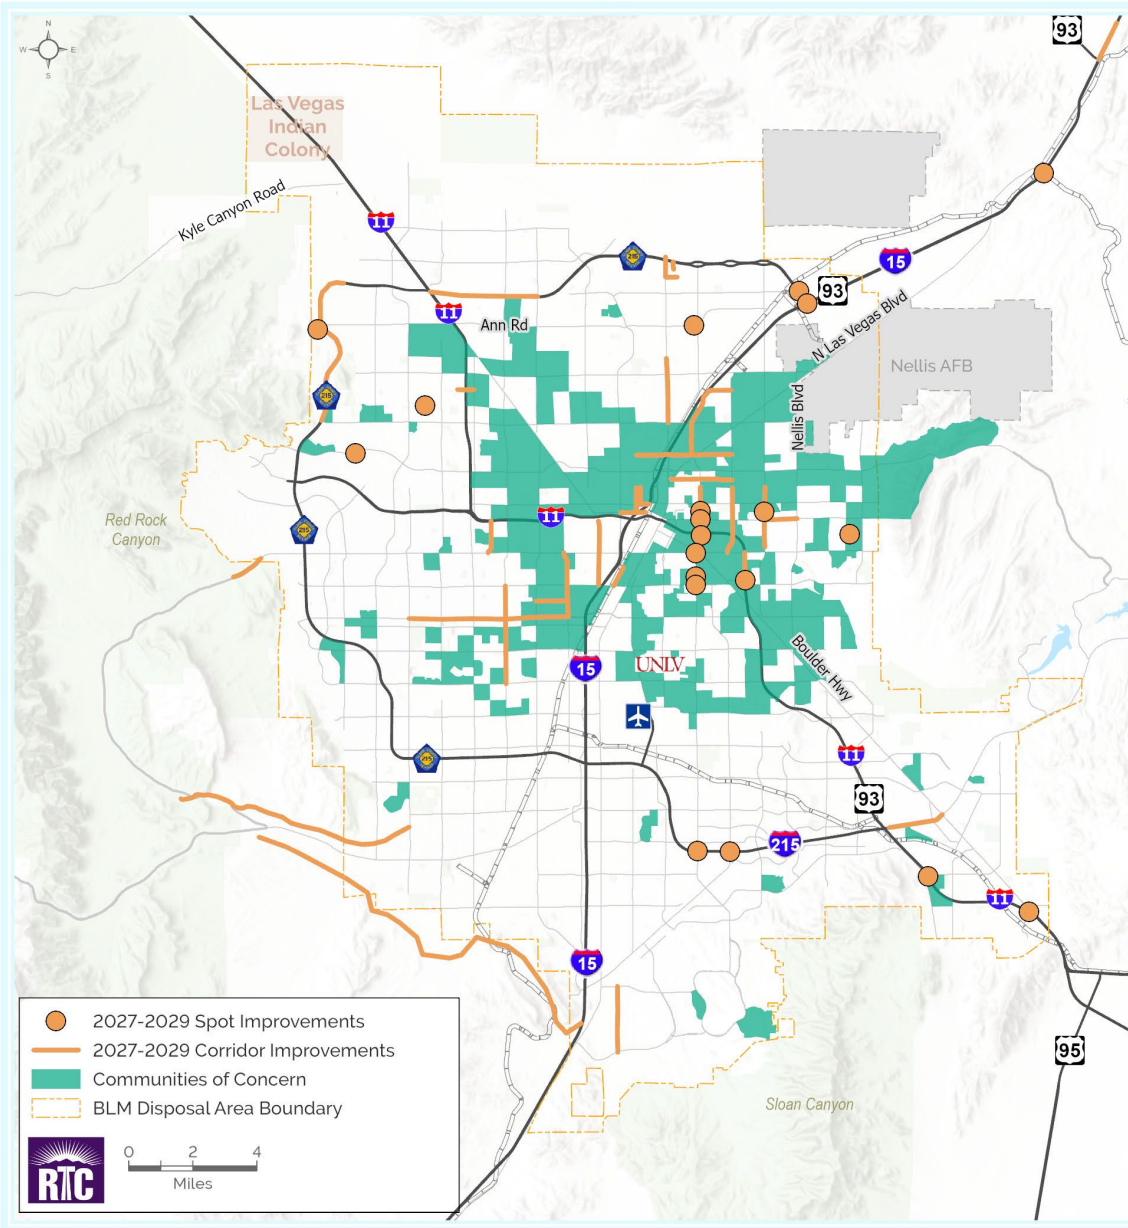 93
N
W
E
S
Las Vegas
Indian
Colony
Kyle Canyon Road
11
215
15
93
11
Ann Rd
N Las Vegas Blvd
Nellis AFB
215
Nellis Blvd
Red Rock
Canyon
215
11
15
UNLV
Boulder Hwy
215
11
93
215
11
15
2027-2029 Spot Improvements
2027-2029 Corridor Improvements
Communities of Concern
BLM Disposal Area Boundary
95
Sloan Canyon
0 2 4
Miles
RTC